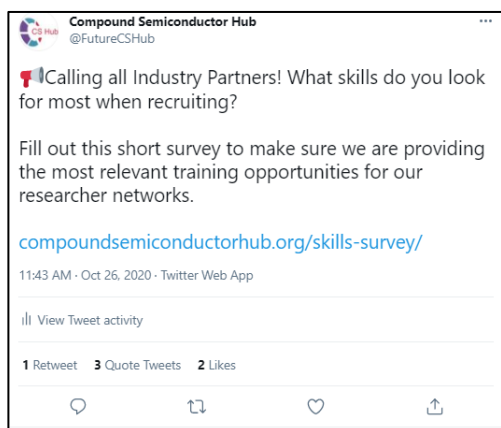 CS Hub
Compound Semiconductor Hub
...
@FutureCSHub
Calling all Industry Partners! What skills do you look
for most when recruiting?
Fill out this short survey to make sure we are providing
the most relevant training opportunities for our
researcher networks.
compoundsemiconductorhub.org/skills-survey/
11:43 AM · Oct 26, 2020 · Twitter Web App
View Tweet activity
1 Retweet 3 Quote Tweets 2 Likes